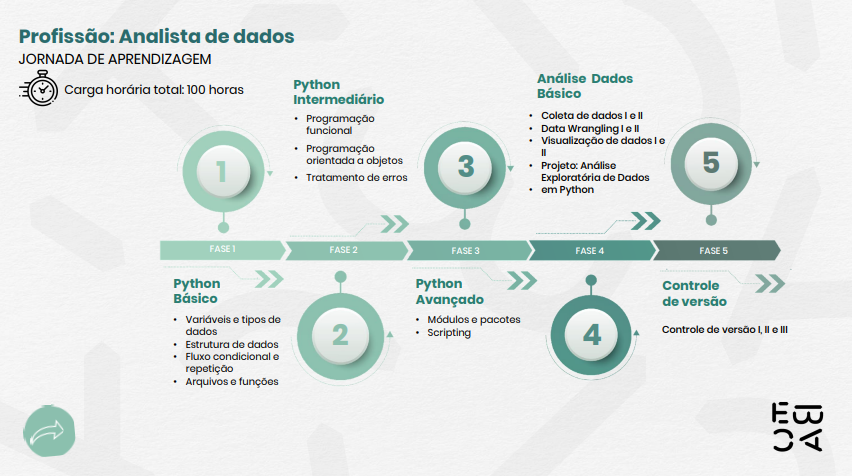 Profissão: Analista de dados
JORNADA DE APRENDIZAGEM
Carga horária total: 100 horas
1
FASE 1
Python
Básico
• Variáveis e tipos de
dados
• Estrutura de dados
• Fluxo condicional e
repetição
• Arquivos e funções
Python
Intermediário
• Programação
funcional
• Programação
orientada a objetos
• Tratamento de erros
FASE 2
2
3
FASE 3
Python
Avançado
• Módulos e pacotes
• Scripting
Análise Dados
Básico
• Coleta de dados I e II
• Data Wrangling I e II
• Visualização de dados I e
II
• Projeto: Análise
Exploratória de Dados
• em Python
FASE 4
4
5
FASE 5
Controle
de versão
Controle de versão I, II e III
EBAC